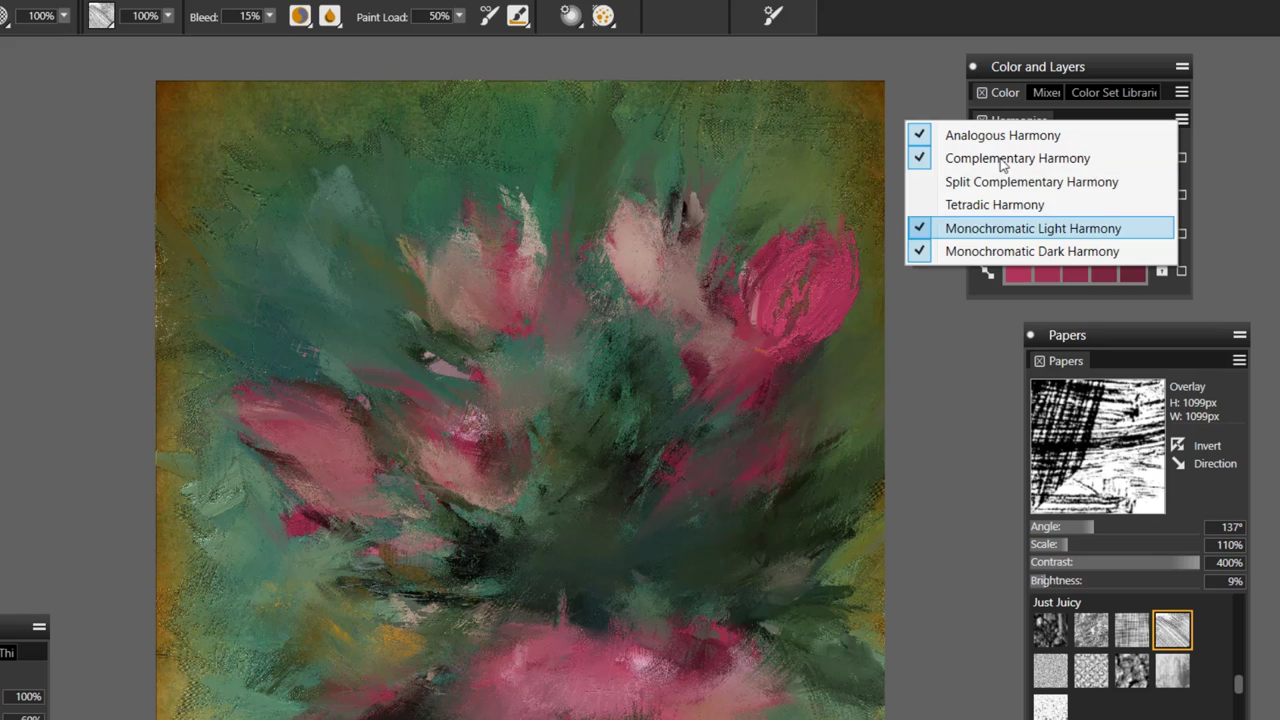 100% 100% Bleed: 15% Paint Load: 50%
Color and Layers
Color Mixer Color Set Librarie
Analogous Harmony
Complementary Harmony
Split Complementary Harmony
Tetradic Harmony
Monochromatic Light Harmony
Monochromatic Dark Harmony
Papers
Papers
Overlay
H: 1099px
W: 1099px
Invert
Direction
Angle: 137°
Scale: 110%
Contrast: 400%
Brightness: 9%
Just Juicy
Thi
100%